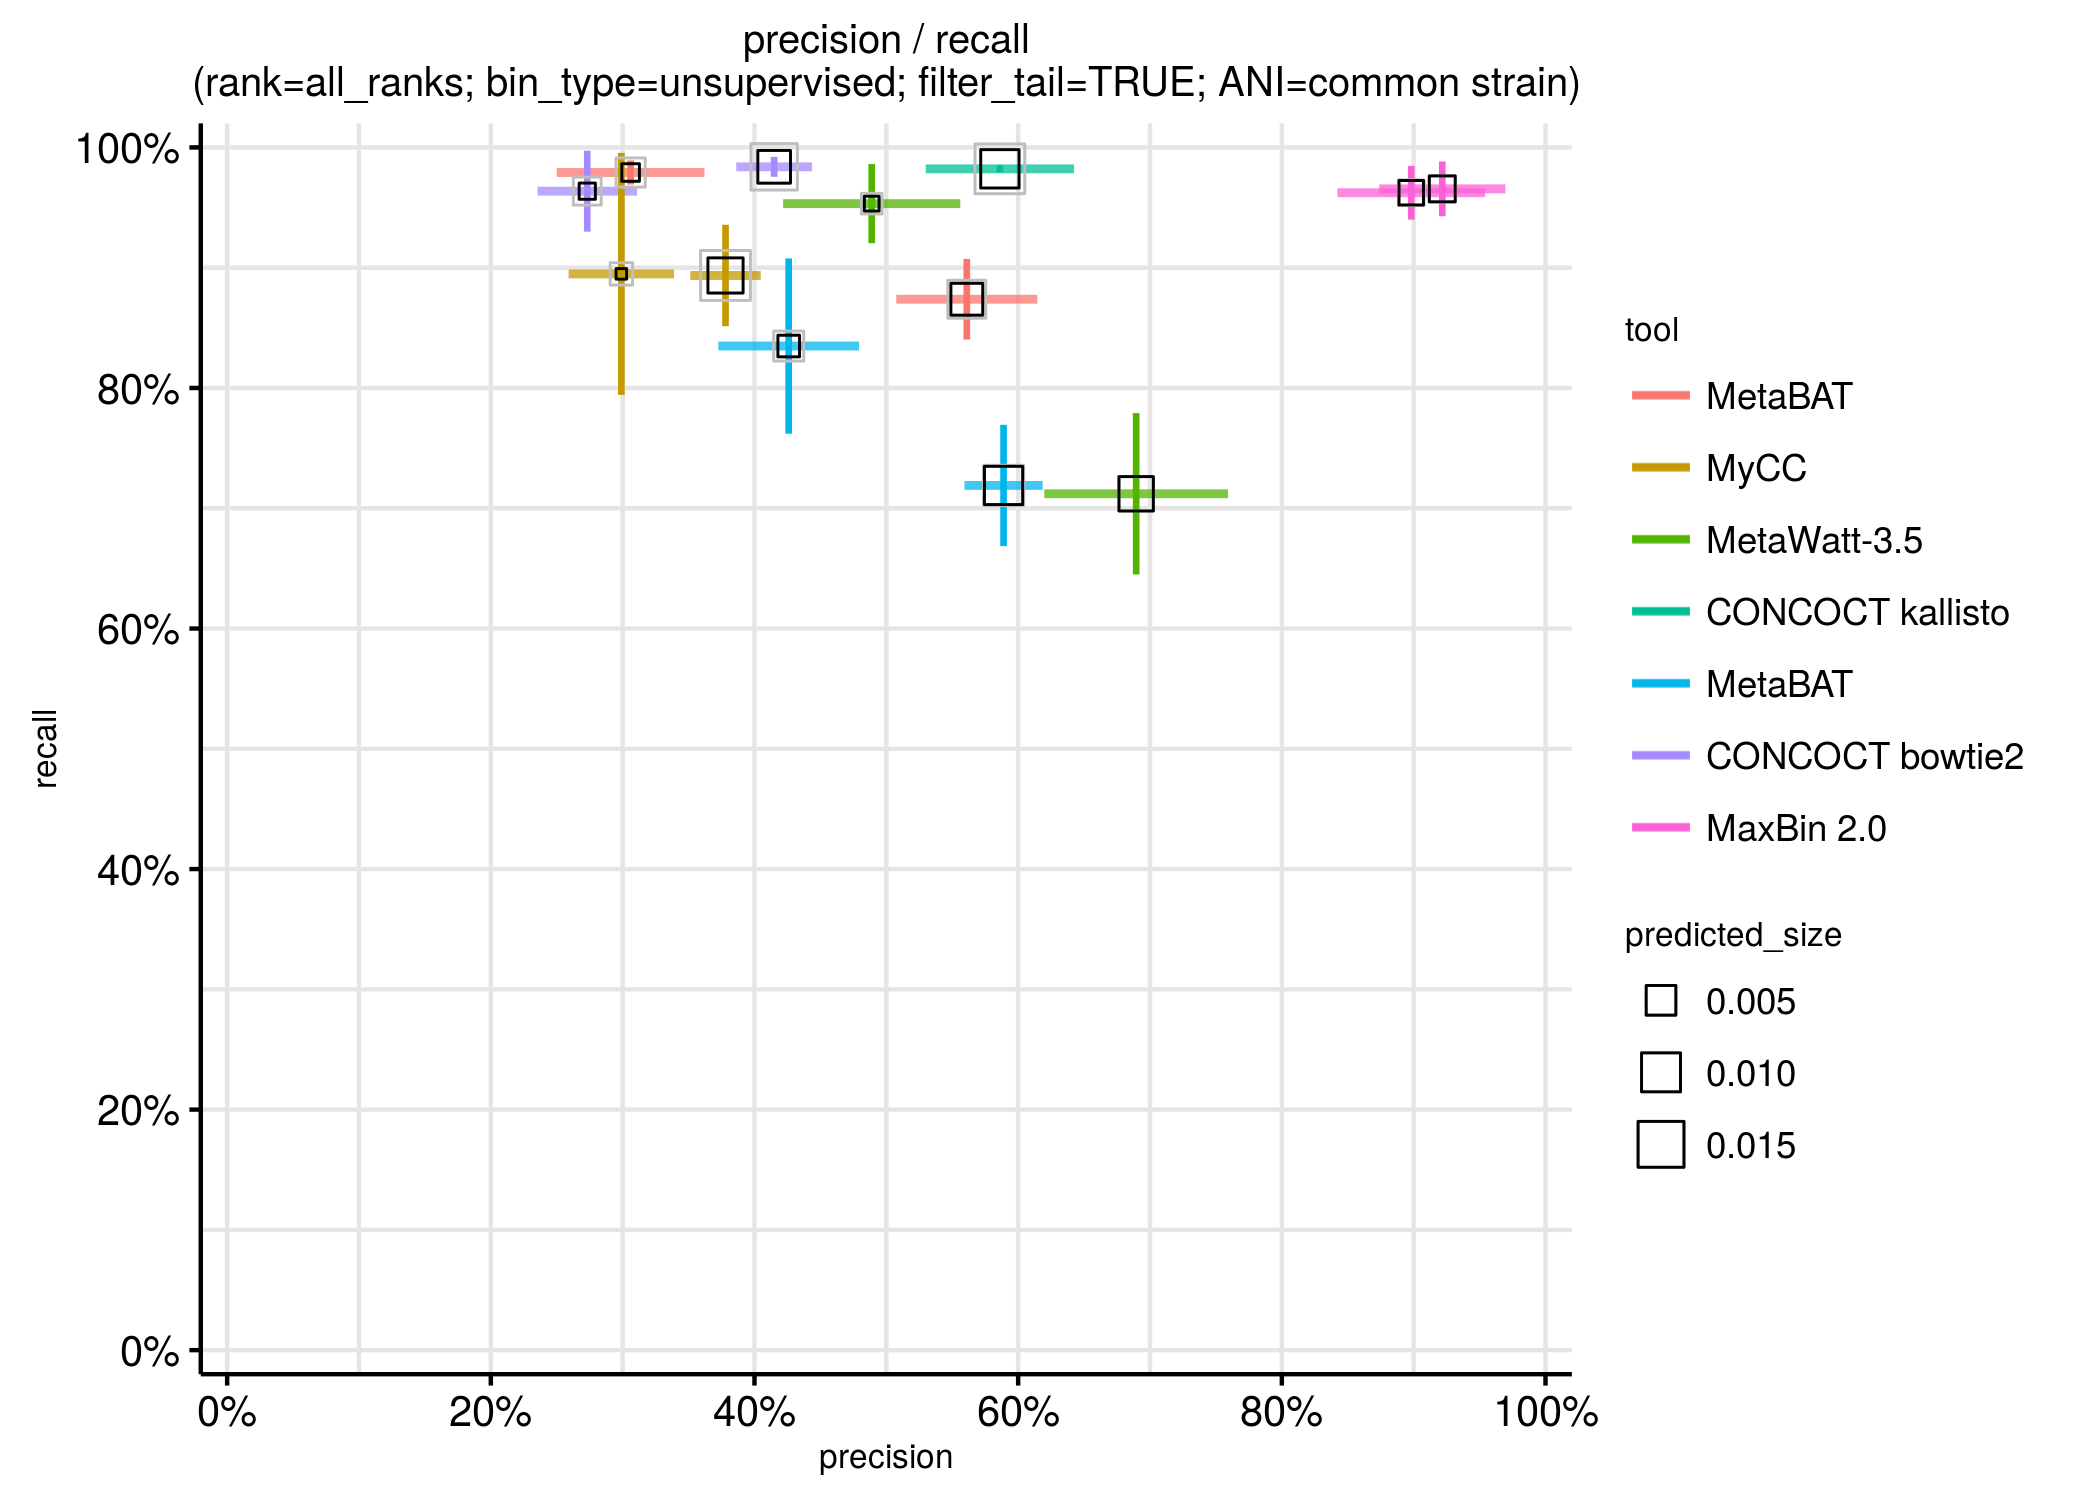 precision / recall
(rank=all_ranks; bin_type=unsupervised; filter_tail=TRUE; ANI=common strain)
100%
80%
60%
40%
20%
0%
recall
0%
20%
40%
60%
80%
100%
precision
tool
MetaBAT
MyCC
MetaWatt-3.5
CONCOCT kallisto
MetaBAT
CONCOCT bowtie2
MaxBin 2.0
predicted_size
0.005
0.010
0.015